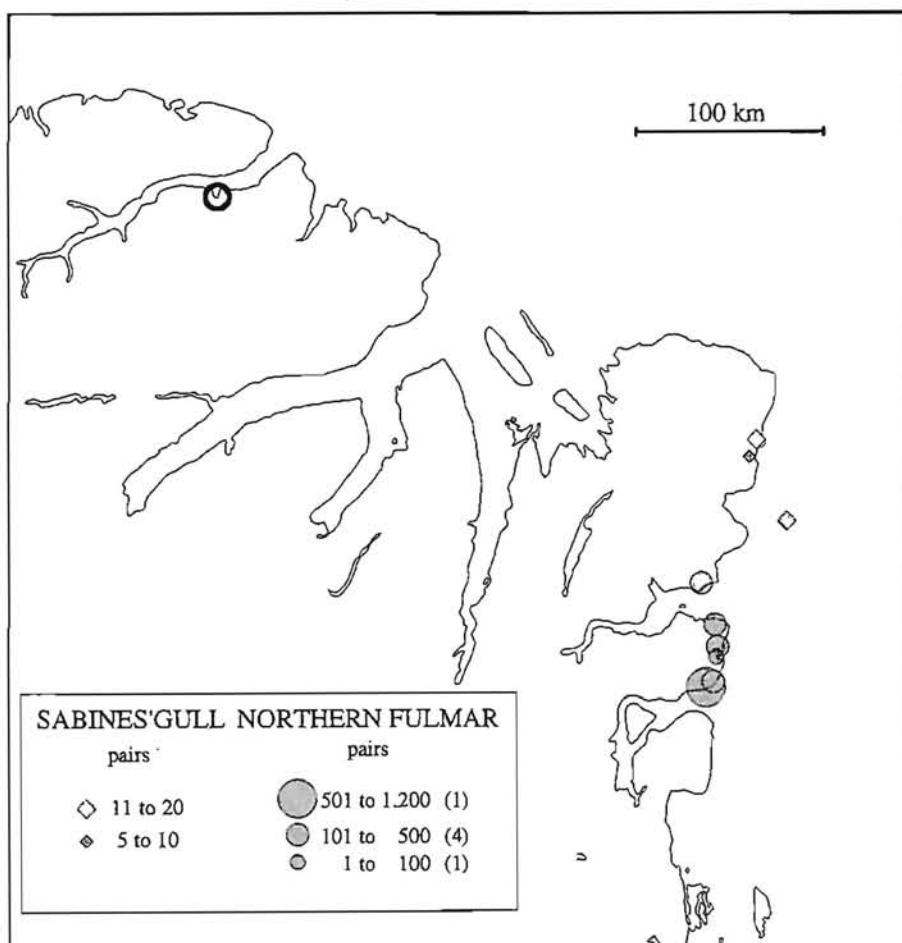 100 km
SABINES'GULL NORTHERN FULMAR
pairs pairs
11 to 20 501 to 1.200 (1)
5 to 10 101 to 500 (4)
1 to 100 (1)